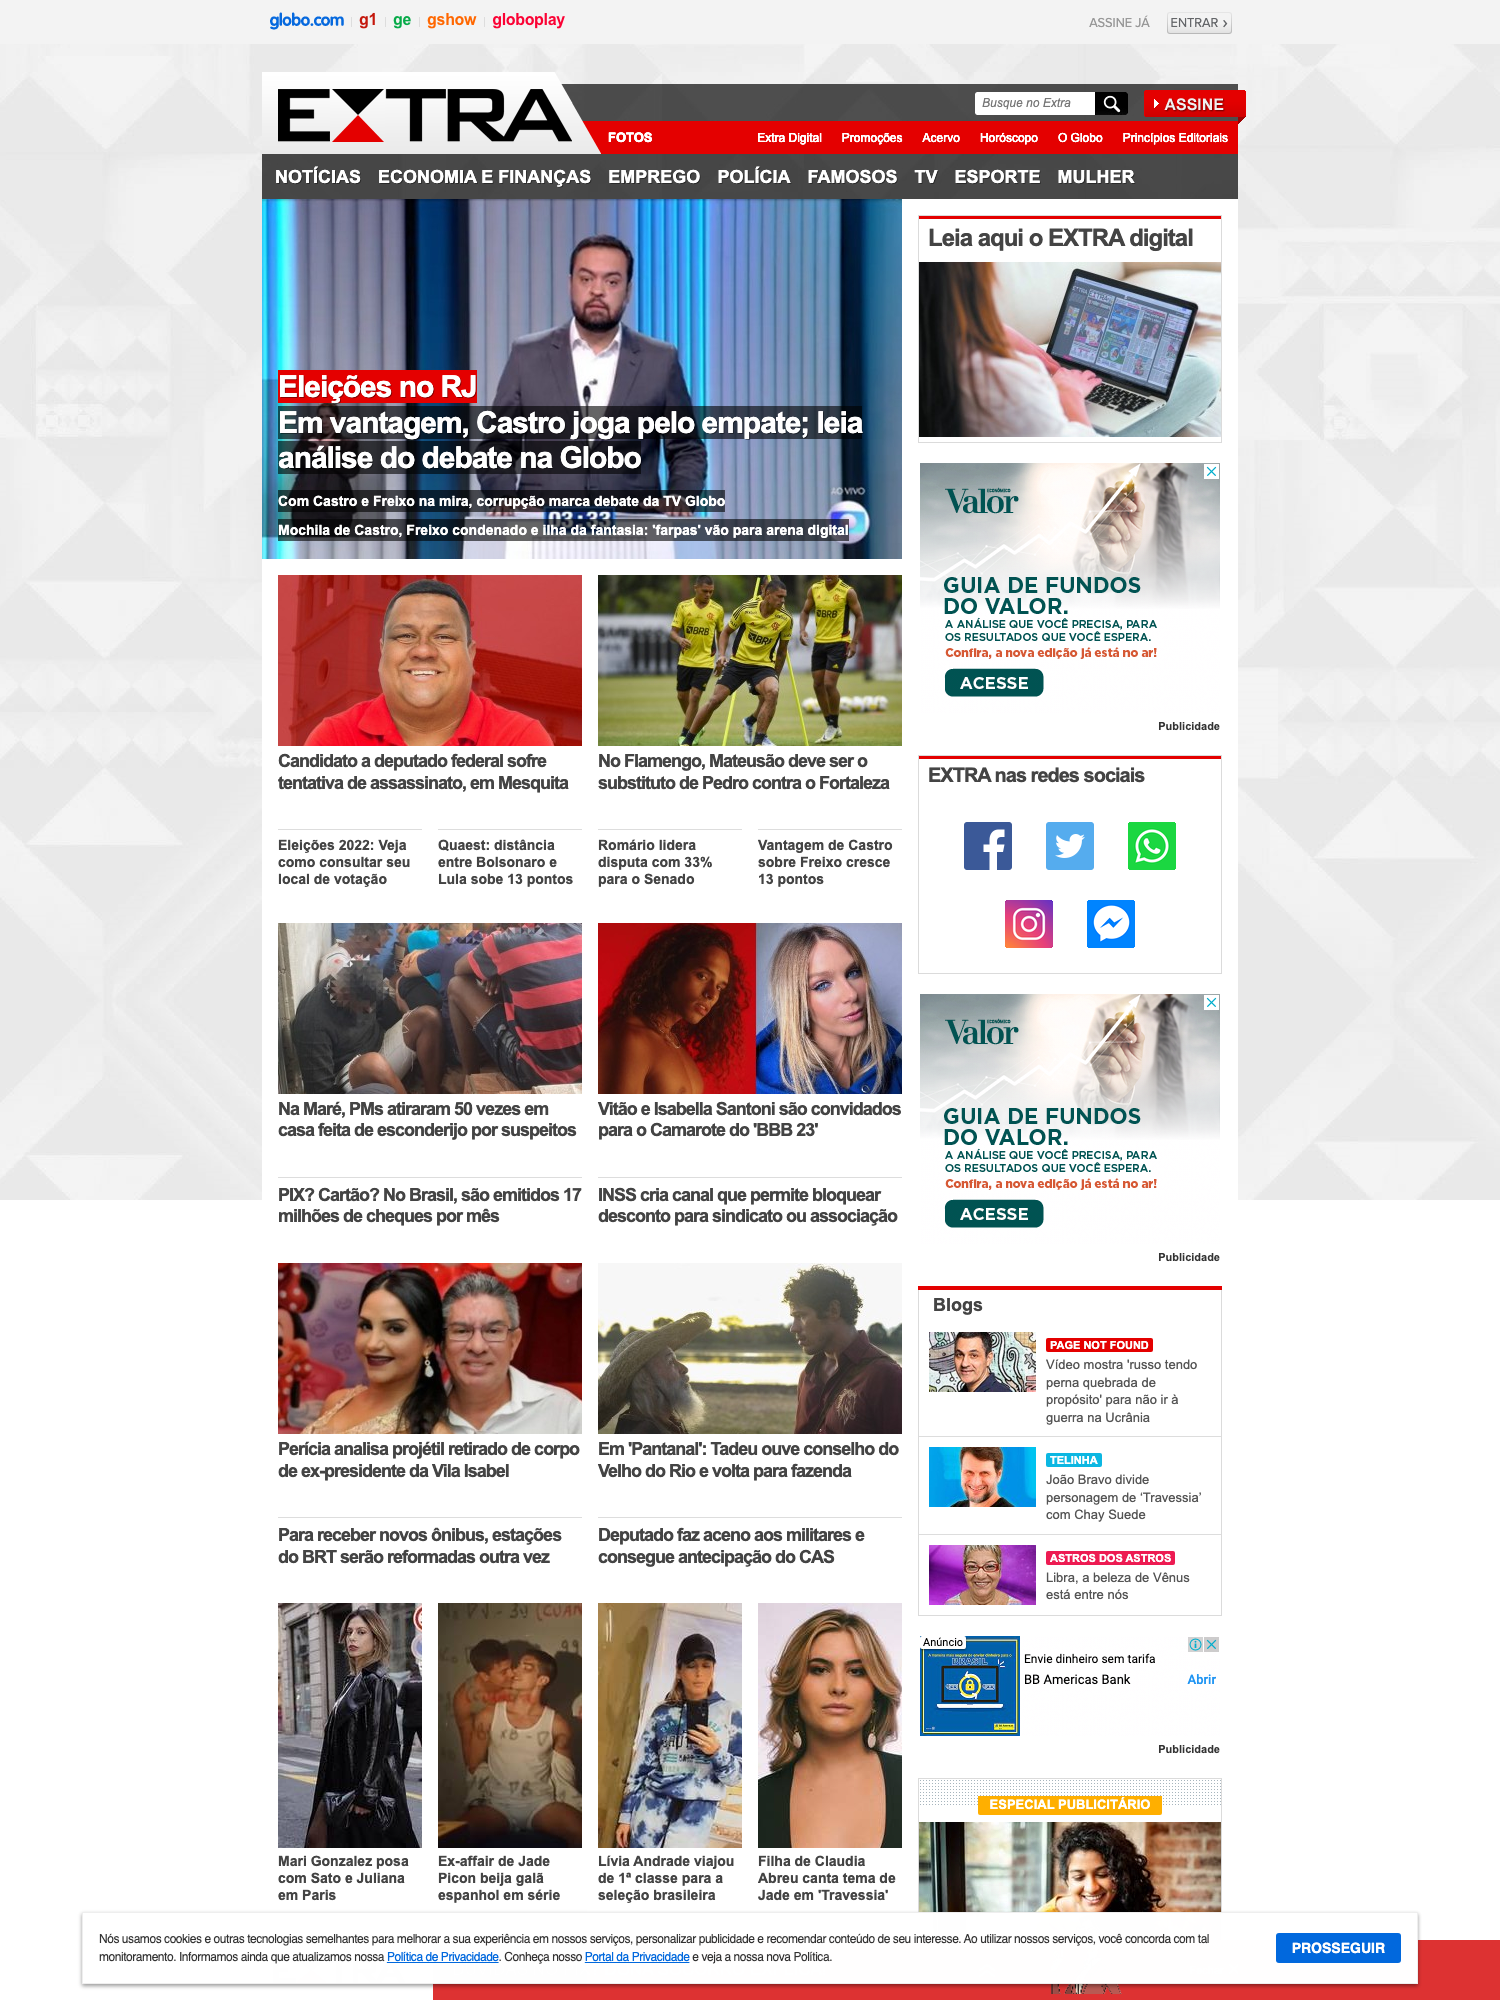 globo.com
g1
ge
gshow
globoplay
ASSINE JÁ
ENTRAR ›
EXTRA
Busque no Extra
ASSINE
FOTOS
Extra Digital
Promoções
Acervo
Horóscopo
O Globo
Princípios Editoriais
NOTÍCIAS
ECONOMIA E FINANÇAS
EMPREGO
POLÍCIA
FAMOSOS
TV
ESPORTE
MULHER
Eleições no RJ
Em vantagem, Castro joga pelo empate; leia
análise do debate na Globo
Com Castro e Freixo na mira, corrupção marca debate da TV Globo
AO VIVO
03:33
Mochila de Castro, Freixo condenado e ilha da fantasia: 'farpas' vão para arena digital
Candidato a deputado federal sofre
tentativa de assassinato, em Mesquita
BRB
BRB
BRB
No Flamengo, Mateusão deve ser o
substituto de Pedro contra o Fortaleza
Eleições 2022: Veja
como consultar seu
local de votação
Quaest: distância
entre Bolsonaro e
Lula sobe 13 pontos
Romário lidera
disputa com 33%
para o Senado
Vantagem de Castro
sobre Freixo cresce
13 pontos
Na Maré, PMs atiraram 50 vezes em
casa feita de esconderijo por suspeitos
Vitão e Isabella Santoni são convidados
para o Camarote do 'BBB 23'
PIX? Cartão? No Brasil, são emitidos 17
milhões de cheques por mês
INSS cria canal que permite bloquear
desconto para sindicato ou associação
Perícia analisa projétil retirado de corpo
de ex-presidente da Vila Isabel
Em 'Pantanal': Tadeu ouve conselho do
Velho do Rio e volta para fazenda
Para receber novos ônibus, estações
do BRT serão reformadas outra vez
Deputado faz aceno aos militares e
consegue antecipação do CAS
Mari Gonzalez posa
com Sato e Juliana
em Paris
Ex-affair de Jade
Picon beija galã
espanhol em série
Lívia Andrade viajou
de 1ª classe para a
seleção brasileira
Filha de Claudia
Abreu canta tema de
Jade em 'Travessia'
Leia aqui o EXTRA digital
EXTRA
Valor
ECONÔMICO
GUIA DE FUNDOS
DO VALOR.
A ANÁLISE QUE VOCÊ PRECISA, PARA
OS RESULTADOS QUE VOCÊ ESPERA.
Confira, a nova edição já está no ar!
ACESSE
Publicidade
EXTRA nas redes sociais
Valor
ECONÔMICO
GUIA DE FUNDOS
DO VALOR.
A ANÁLISE QUE VOCÊ PRECISA, PARA
OS RESULTADOS QUE VOCÊ ESPERA.
Confira, a nova edição já está no ar!
ACESSE
Publicidade
Blogs
PAGE NOT FOUND
Vídeo mostra 'russo tendo
perna quebrada de
propósito' para não ir à
guerra na Ucrânia
TELINHA
João Bravo divide
personagem de ‘Travessia’
com Chay Suede
ASTROS DOS ASTROS
Libra, a beleza de Vênus
está entre nós
Anúncio
BRASIL
Envie dinheiro sem tarifa
BB Americas Bank
Abrir
Publicidade
ESPECIAL PUBLICITÁRIO
Nós usamos cookies e outras tecnologias semelhantes para melhorar a sua experiência em nossos serviços, personalizar publicidade e recomendar conteúdo de seu interesse. Ao utilizar nossos serviços, você concorda com tal
monitoramento. Informamos ainda que atualizamos nossa Política de Privacidade. Conheça nosso Portal da Privacidade e veja a nossa nova Política.
PROSSEGUIR